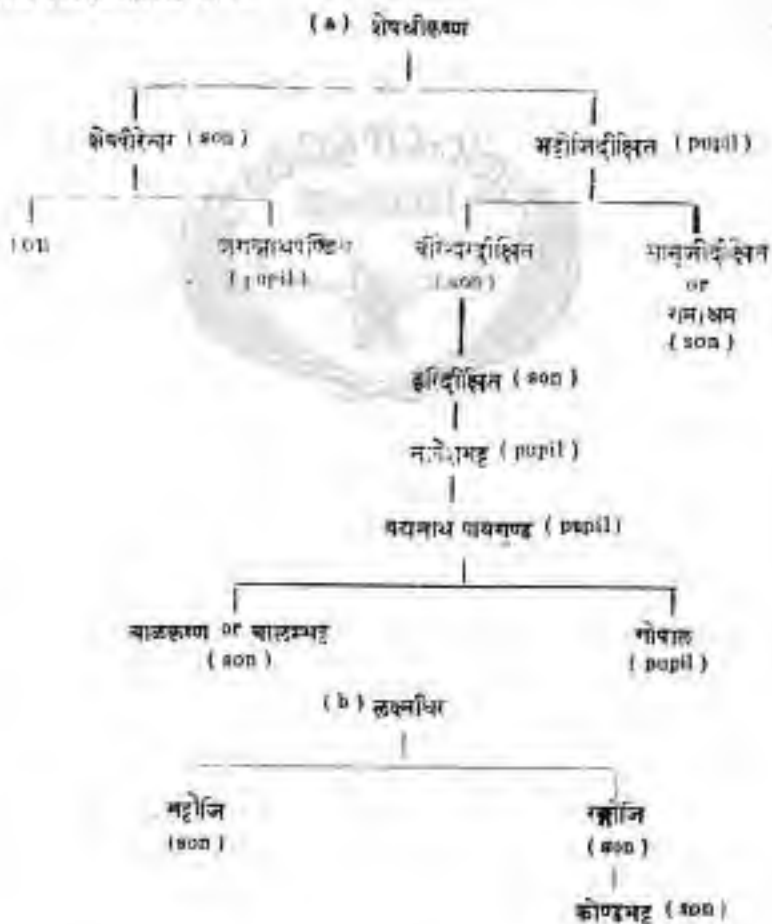 (a) शेषश्रीकृष्ण
शेषवीरेश्वर (son) भट्टोजिदीक्षित (pupil)
जगन्नाथपण्डित वीरेश्वरदीक्षित भानुजीदीक्षित
(pupil) (son) or
रामाश्रम
(son)
हरिदीक्षित (son)
नागेशभट्ट (pupil)
वैद्यनाथ पायगुण्ड (pupil)
बाळकृष्ण or बालम्भट्ट गोपाल
(son) (pupil)
(b) लक्ष्मीधर
भट्टोजि रङ्गोजि
(son) (son)
कोण्डभट्ट (son)